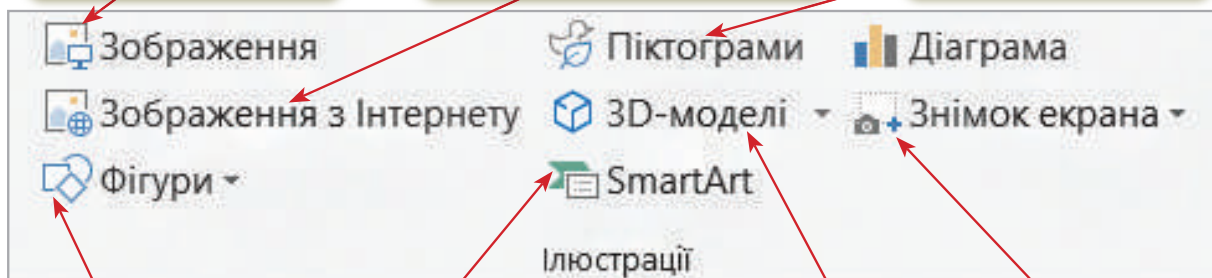 Зображення
Зображення з Інтернету
Фігури
Піктограми
3D-моделі
SmartArt
Діаграма
Знімок екрана
Ілюстрації